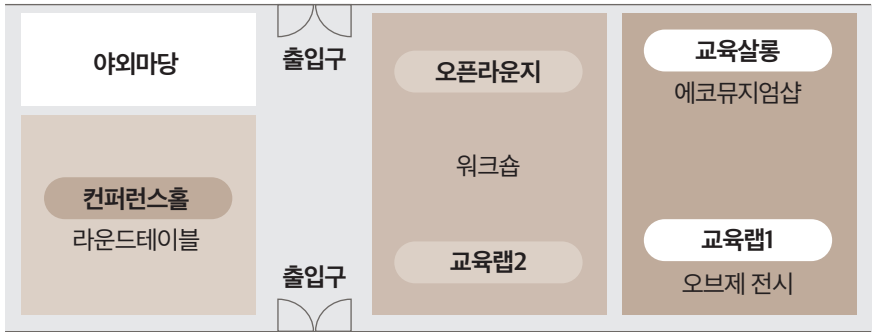 야외마당
컨퍼런스홀
라운드테이블
출입구
출입구
오픈라운지
워크숍
교육랩2
교육살롱
에코뮤지엄샵
교육랩1
오브제 전시